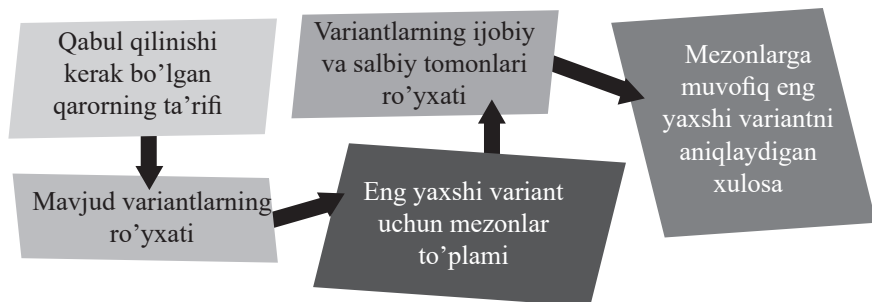 Qabul qilinishi
kerak bo’lgan
qarorning ta’rifi
Mavjud variantlarning
ro’yxati
Eng yaxshi variant
uchun mezonlar
to’plami
Variantlarning ijobiy
va salbiy tomonlari
ro’yxati
Mezonlarga
muvofiq eng
yaxshi variantni
aniqlaydigan
xulosa